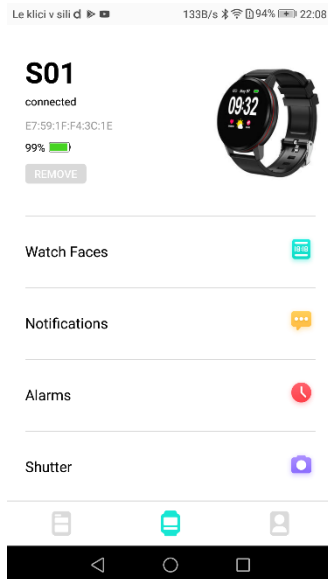 Le klici v sili 133B/s 94% 22:08
S01
connected
E7:59:1F:F4:3C:1E
99%
REMOVE
09:32
Watch Faces
Notifications
Alarms
Shutter